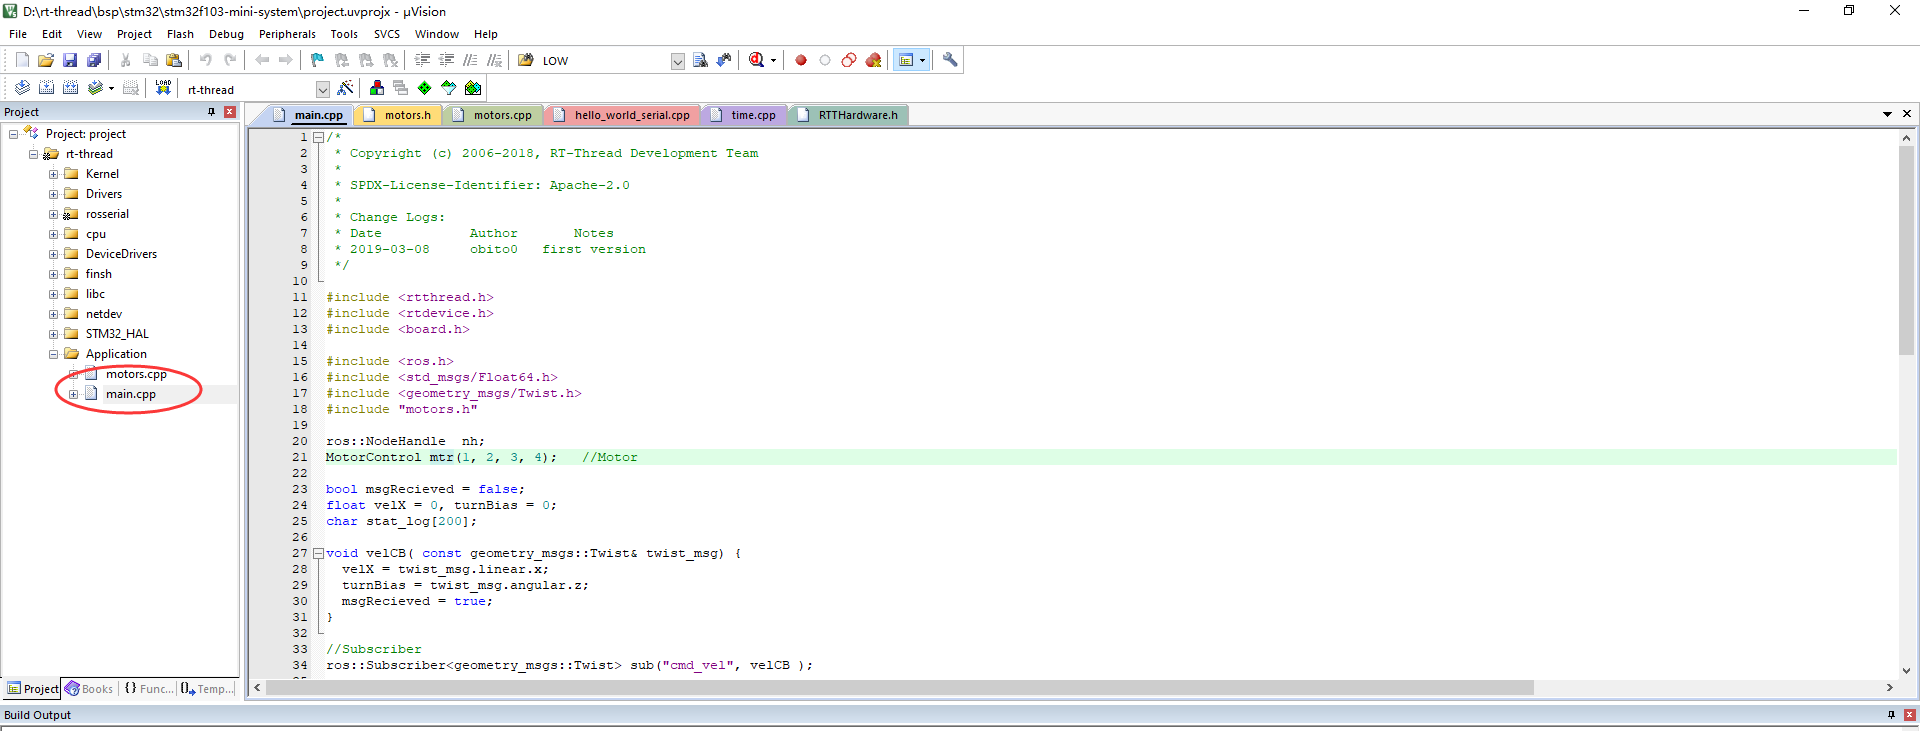 D:\rt-thread\bsp\stm32\stm32f103-mini-system\project.uvprojx - µVision
File Edit View Project Flash Debug Peripherals Tools SVCS Window Help
LOW
LOAD
rt-thread
Project
Project: project
rt-thread
Kernel
Drivers
rosserial
cpu
DeviceDrivers
finsh
libc
netdev
STM32_HAL
Application
motors.cpp
main.cpp
Project Books {} Func... Temp...
main.cpp motors.h motors.cpp hello_world_serial.cpp time.cpp RTTHardware.h
1 /*
2 * Copyright (c) 2006-2018, RT-Thread Development Team
3 *
4 * SPDX-License-Identifier: Apache-2.0
5 *
6 * Change Logs:
7 * Date Author Notes
8 * 2019-03-08 obito0 first version
9 */
10
11 #include <rtthread.h>
12 #include <rtdevice.h>
13 #include <board.h>
14
15 #include <ros.h>
16 #include <std_msgs/Float64.h>
17 #include <geometry_msgs/Twist.h>
18 #include "motors.h"
19
20 ros::NodeHandle nh;
21 MotorControl mtr(1, 2, 3, 4); //Motor
22
23 bool msgRecieved = false;
24 float velX = 0, turnBias = 0;
25 char stat_log[200];
26
27 void velCB( const geometry_msgs::Twist& twist_msg) {
28 velX = twist_msg.linear.x;
29 turnBias = twist_msg.angular.z;
30 msgRecieved = true;
31 }
32
33 //Subscriber
34 ros::Subscriber<geometry_msgs::Twist> sub("cmd_vel", velCB );
Build Output